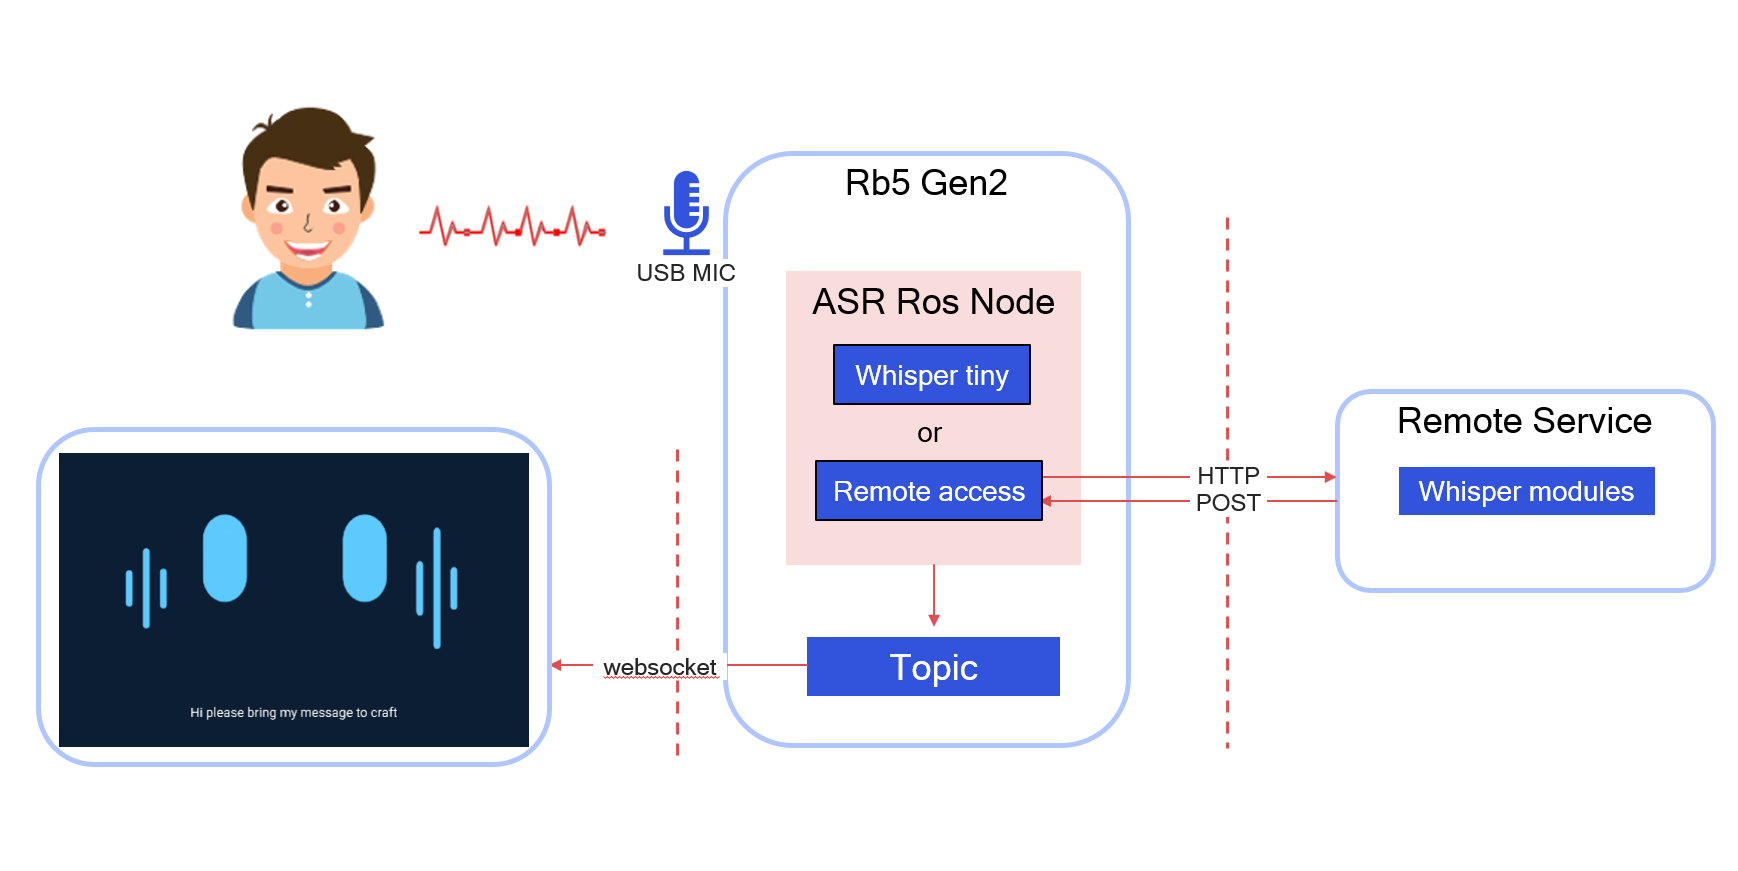 Rb5 Gen2
USB MIC
ASR Ros Node
Whisper tiny
or
Remote access
HTTP
POST
Remote Service
Whisper modules
Topic
websocket
Hi please bring my message to craft